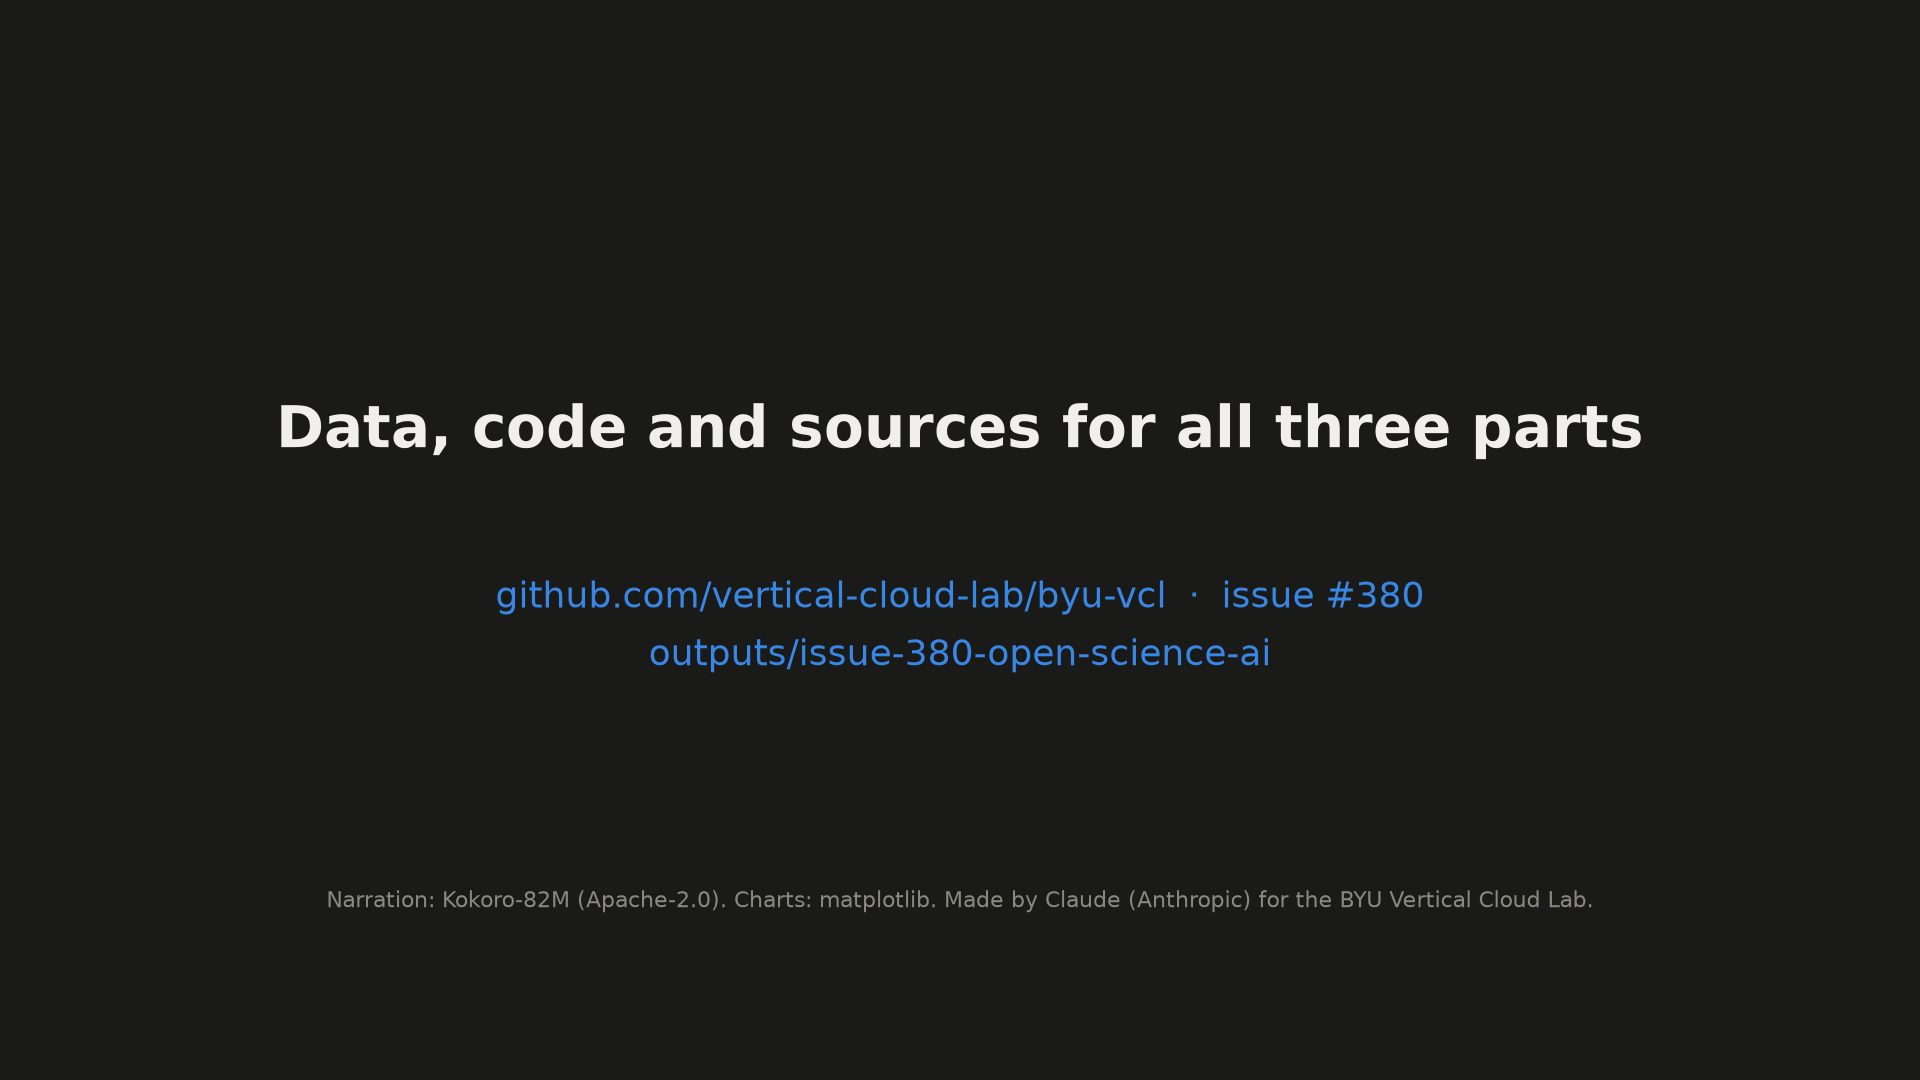 Data, code and sources for all three parts
github.com/vertical-cloud-lab/byu-vcl · issue #380
outputs/issue-380-open-science-ai
Narration: Kokoro-82M (Apache-2.0). Charts: matplotlib. Made by Claude (Anthropic) for the BYU Vertical Cloud Lab.